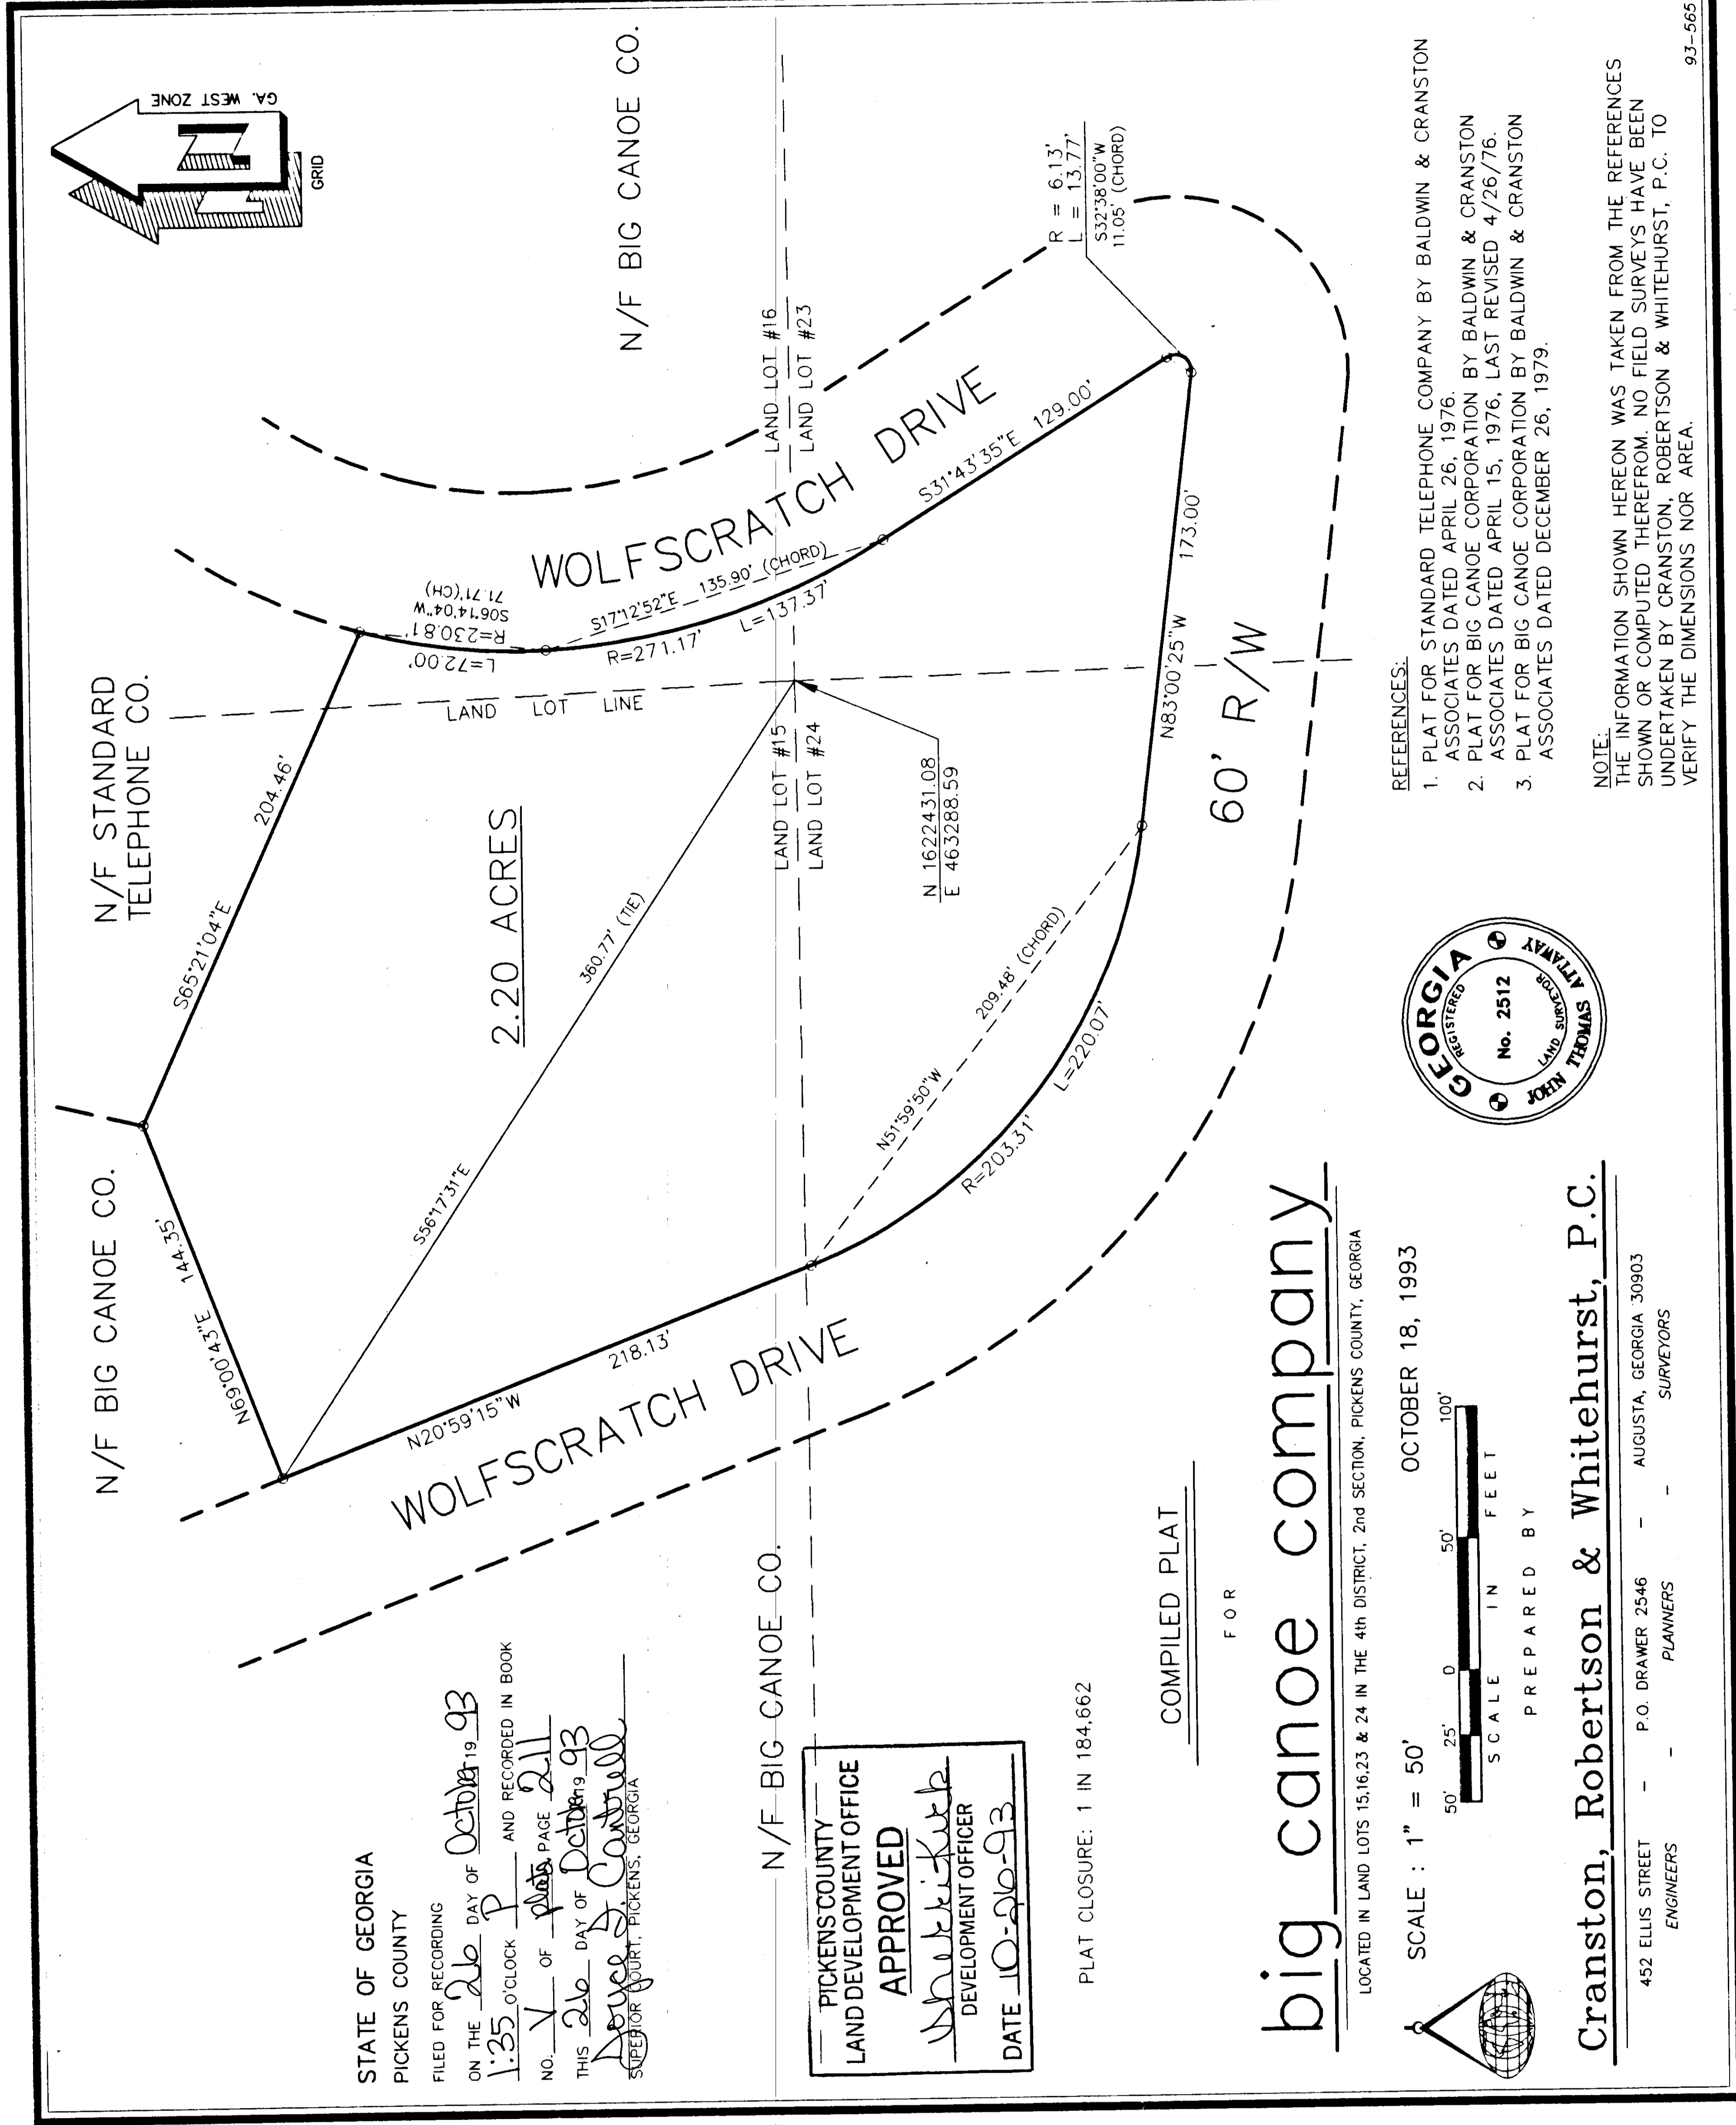 GA. WEST ZONE
N
GRID
N/F BIG CANOE CO.
N/F STANDARD
TELEPHONE CO.
N/F BIG CANOE CO.
N69°00'43"E 144.35'
S65°21'04"E
204.46'
L=72.00'
R=230.81'
S06°14'04"W
71.71'(CH)
LAND LOT LINE
2.20 ACRES
S56°17'31"E
360.77' (TIE)
R=271.17'
L=137.37'
S17°12'52"E
135.90' (CHORD)
WOLFSCRATCH DRIVE
LAND LOT #16
LAND LOT #23
LAND LOT #15
LAND LOT #24
N 1622431.08
E 463288.59
S31°43'35"E 129.00'
R = 6.13'
L = 13.77'
S32°38'00"W
11.05' (CHORD)
N83°00'25"W
173.00'
60' R/W
209.48' (CHORD)
N51°59'50"W
R=203.31'
L=220.07'
N20°59'15"W
218.13'
WOLFSCRATCH DRIVE
N/F BIG CANOE CO.
STATE OF GEORGIA
PICKENS COUNTY
FILED FOR RECORDING
ON THE 26 DAY OF October 19 93
1:35 O'CLOCK P AND RECORDED IN BOOK
NO. V OF plats, PAGE 211
THIS 26 DAY OF October 19 93
Joyce D. Cantrell
SUPERIOR COURT, PICKENS, GEORGIA
PICKENS COUNTY
LAND DEVELOPMENT OFFICE
APPROVED
DEVELOPMENT OFFICER
DATE 10-26-93
PLAT CLOSURE: 1 IN 184,662
COMPILED PLAT
FOR
big canoe company
LOCATED IN LAND LOTS 15,16,23 & 24 IN THE 4th DISTRICT, 2nd SECTION, PICKENS COUNTY, GEORGIA
SCALE : 1" = 50' OCTOBER 18, 1993
50' 25' 0 50' 100'
SCALE IN FEET
PREPARED BY
Cranston, Robertson & Whitehurst, P.C.
452 ELLIS STREET - P.O. DRAWER 2546 - AUGUSTA, GEORGIA 30903
ENGINEERS - PLANNERS - SURVEYORS
GEORGIA
REGISTERED
No. 2512
LAND SURVEYOR
JOHN THOMAS ATTAWAY
REFERENCES:
1. PLAT FOR STANDARD TELEPHONE COMPANY BY BALDWIN & CRANSTON
ASSOCIATES DATED APRIL 26, 1976.
2. PLAT FOR BIG CANOE CORPORATION BY BALDWIN & CRANSTON
ASSOCIATES DATED APRIL 15, 1976, LAST REVISED 4/26/76.
3. PLAT FOR BIG CANOE CORPORATION BY BALDWIN & CRANSTON
ASSOCIATES DATED DECEMBER 26, 1979.
NOTE:
THE INFORMATION SHOWN HEREON WAS TAKEN FROM THE REFERENCES
SHOWN OR COMPUTED THEREFROM. NO FIELD SURVEYS HAVE BEEN
UNDERTAKEN BY CRANSTON, ROBERTSON & WHITEHURST, P.C. TO
VERIFY THE DIMENSIONS NOR AREA.
93-565